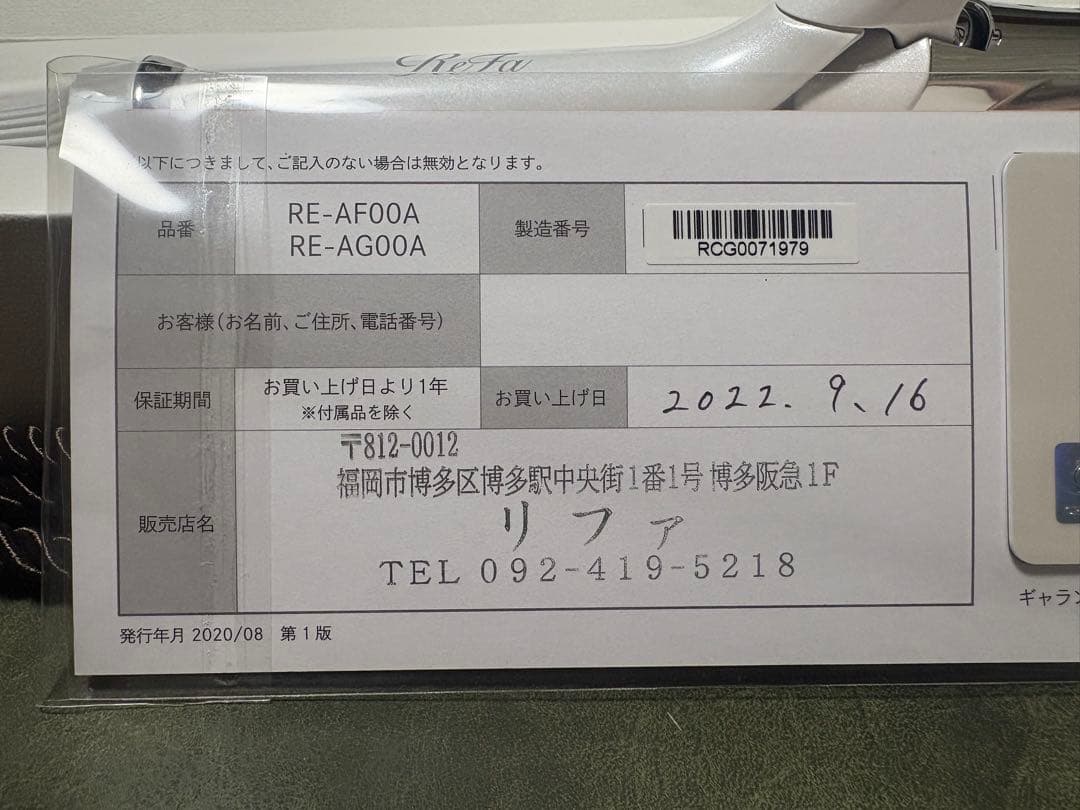 ReFa
以下につきまして、ご記入のない場合は無効となります。
品番
RE-AF00A
RE-AG00A
製造番号
RCG0071979
お客様(お名前、ご住所、電話番号)
保証期間
お買い上げ日より1年
※付属品を除く
お買い上げ日
2022. 9、16
販売店名
〒812-0012
福岡市博多区博多駅中央街1番1号 博多阪急1F
リファ
TEL 092-419-5218
発行年月 2020/08 第1版
ギャラン